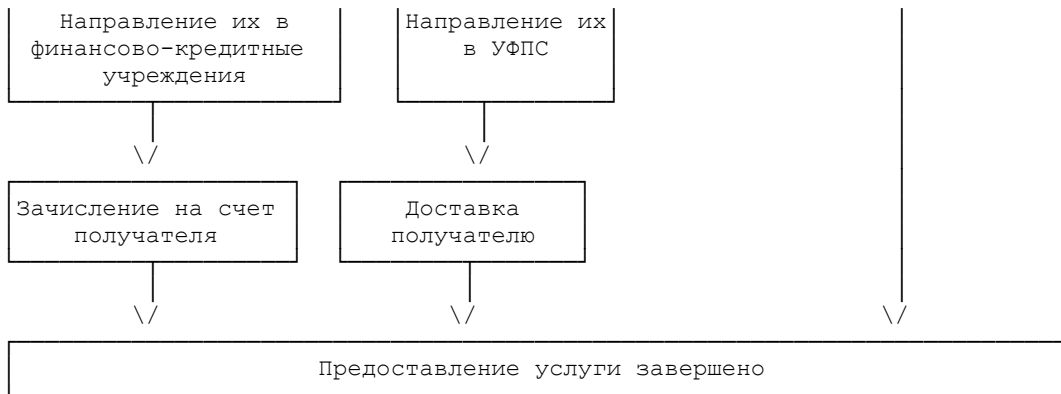 Направление их в
финансово-кредитные
учреждения
Направление их
в УФПС
\/
\/
Зачисление на счет
получателя
Доставка
получателю
\/
\/
\/
Предоставление услуги завершено